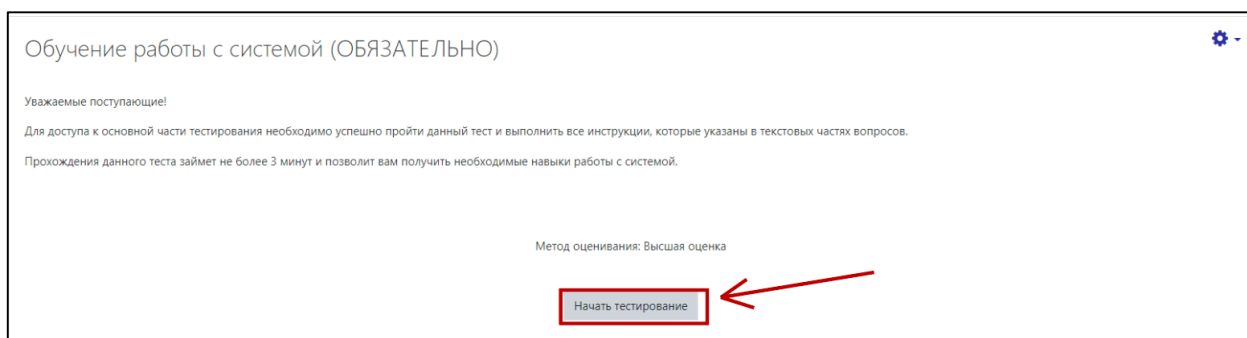 Обучение работы с системой (ОБЯЗАТЕЛЬНО)
Уважаемые поступающие!
Для доступа к основной части тестирования необходимо успешно пройти данный тест и выполнить все инструкции, которые указаны в текстовых частях вопросов.
Прохождения данного теста займет не более 3 минут и позволит вам получить необходимые навыки работы с системой.
Метод оценивания: Высшая оценка
Начать тестирование